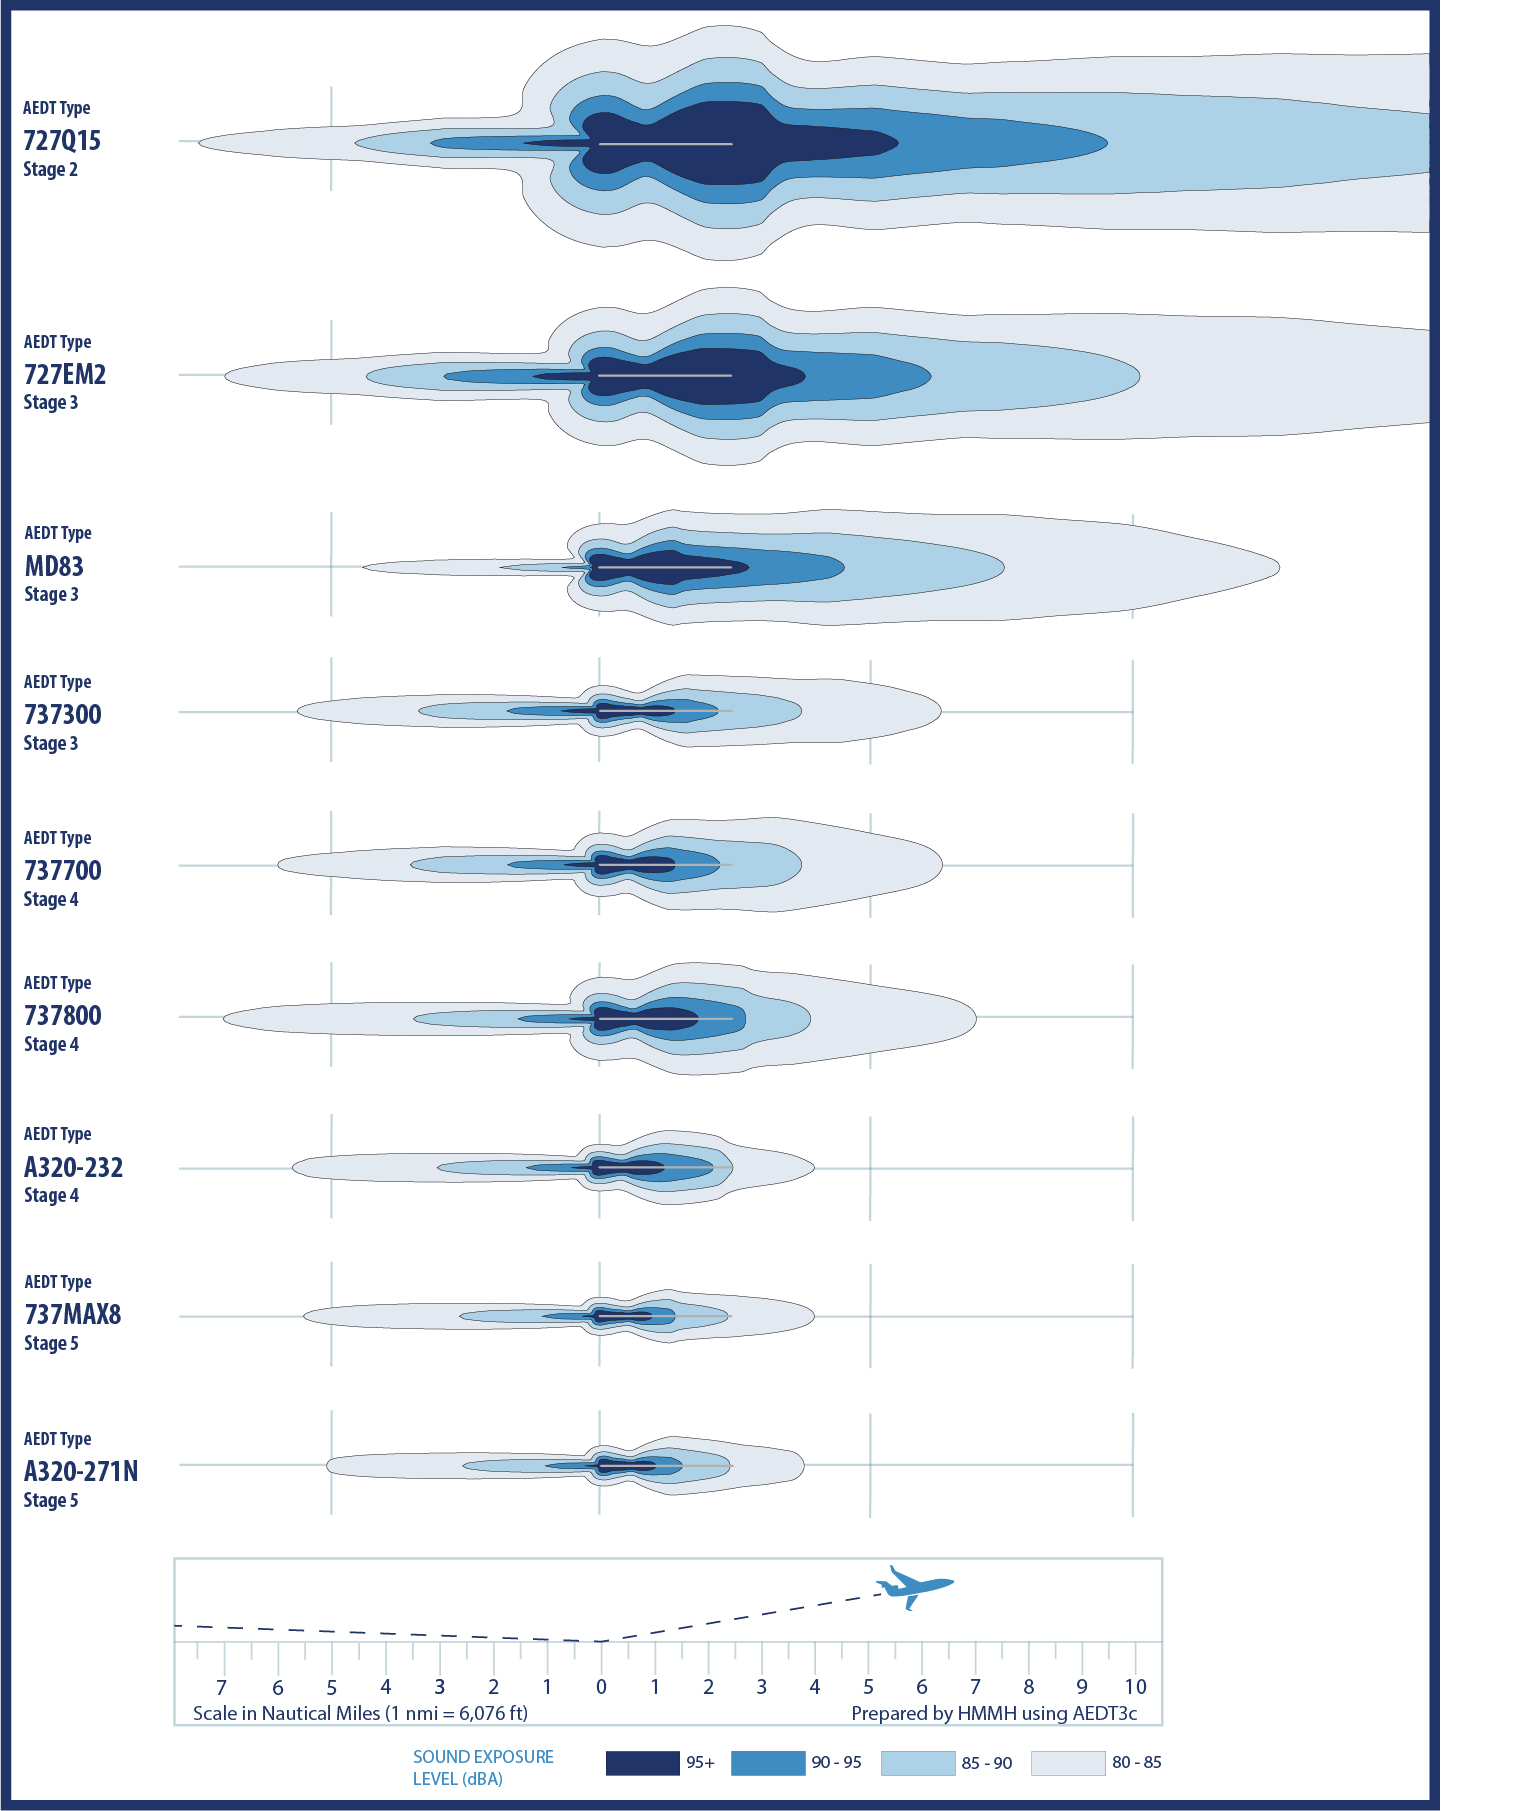 AEDT Type
727Q15
Stage 2
AEDT Type
727EM2
Stage 3
AEDT Type
MD83
Stage 3
AEDT Type
737300
Stage 3
AEDT Type
737700
Stage 4
AEDT Type
737800
Stage 4
AEDT Type
A320-232
Stage 4
AEDT Type
737MAX8
Stage 5
AEDT Type
A320-271N
Stage 5
7 6 5 4 3 2 1 0 1 2 3 4 5 6 7 8 9 10
Scale in Nautical Miles (1 nmi = 6,076 ft) Prepared by HMMH using AEDT3c
SOUND EXPOSURE
LEVEL (dBA)
95+ 90 - 95 85 - 90 80 - 85